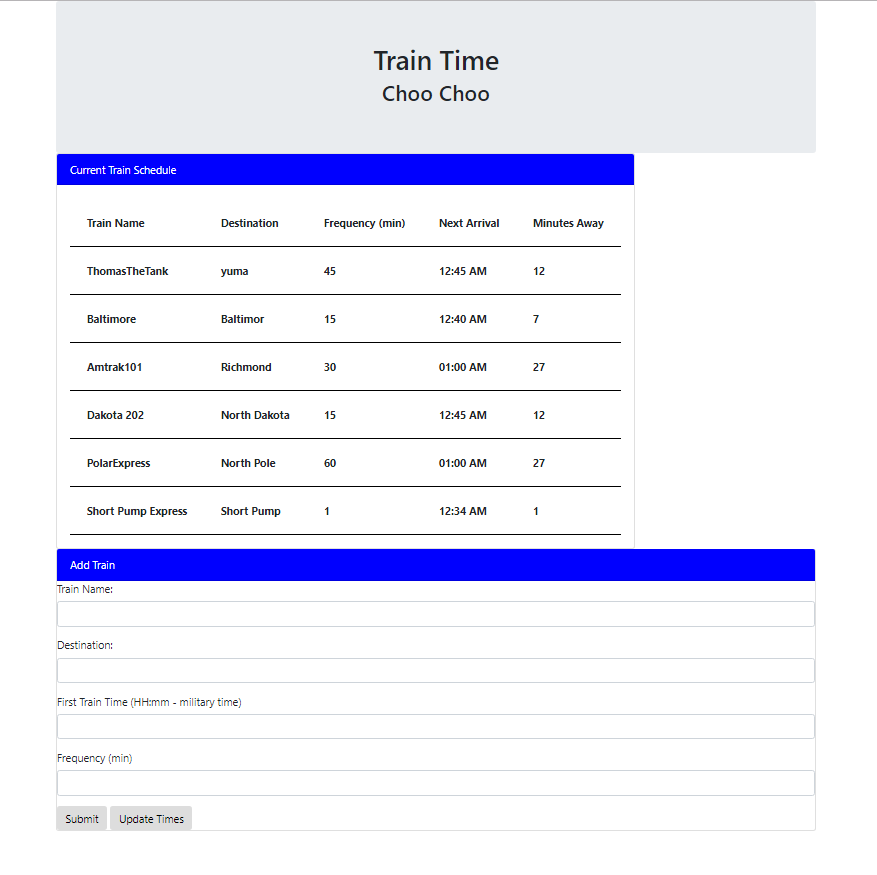 Train Time
Choo Choo
Current Train Schedule
Train Name Destination Frequency (min) Next Arrival Minutes Away
ThomasTheTank yuma 45 12:45 AM 12
Baltimore Baltimor 15 12:40 AM 7
Amtrak101 Richmond 30 01:00 AM 27
Dakota 202 North Dakota 15 12:45 AM 12
PolarExpress North Pole 60 01:00 AM 27
Short Pump Express Short Pump 1 12:34 AM 1
Add Train
Train Name:
Destination:
First Train Time (HH:mm - military time)
Frequency (min)
Submit Update Times